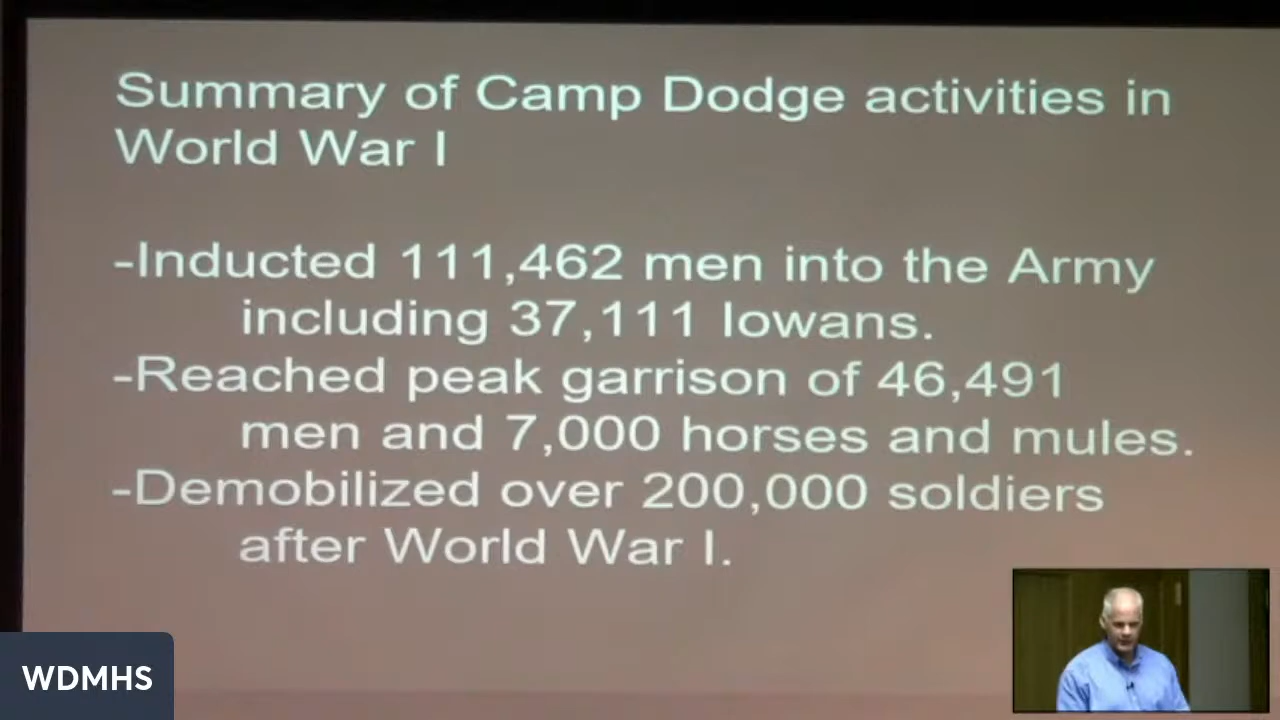 Summary of Camp Dodge activities in
World War I
-Inducted 111,462 men into the Army
including 37,111 Iowans.
-Reached peak garrison of 46,491
men and 7,000 horses and mules.
-Demobilized over 200,000 soldiers
after World War I.
WDMHS